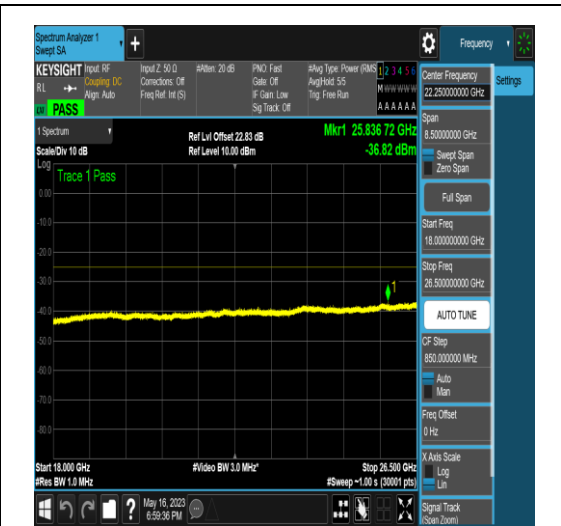 Spectrum Analyzer 1
Swept SA
+
Frequency
KEYSIGHT
Input: RF
Coupling: DC
Align: Auto
RL
PASS
Input Z: 50 Ω
Corrections: Off
Freq Ref: Int (S)
#Atten: 20 dB
PNO: Fast
Gate: Off
IF Gain: Low
Sig Track: Off
#Avg Type: Power (RMS
Avg|Hold: 5/5
Trig: Free Run
1 2 3 4 5 6
M W W W W W
A A A A A A
1 Spectrum
Scale/Div 10 dB
Log
Ref Lvl Offset 22.83 dB
Ref Level 10.00 dBm
Mkr1 25.836 72 GHz
-36.82 dBm
Trace 1 Pass
0.00
-10.0
-20.0
-30.0
-40.0
-50.0
-60.0
-70.0
-80.0
1
Start 18.000 GHz
#Res BW 1.0 MHz
#Video BW 3.0 MHz*
Stop 26.500 GHz
#Sweep ~1.00 s (30001 pts)
May 16, 2023
6:59:36 PM
?
Center Frequency
22.250000000 GHz
Settings
Span
8.50000000 GHz
Swept Span
Zero Span
Full Span
Start Freq
18.000000000 GHz
Stop Freq
26.500000000 GHz
AUTO TUNE
CF Step
850.000000 MHz
Auto
Man
Freq Offset
0 Hz
X Axis Scale
Log
Lin
Signal Track
(Span Zoom)